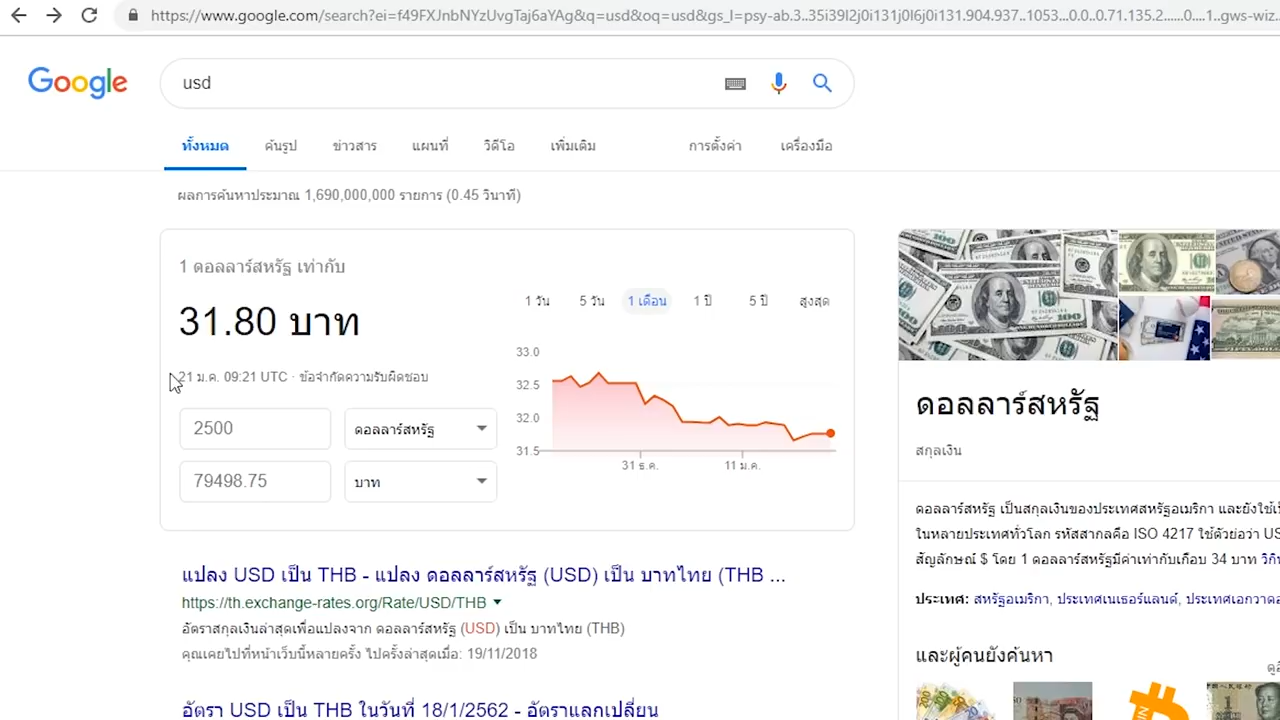 https://www.google.com/search?ei=f49FXJnbNYzUvgTaj6aYAg&q=usd&oq=usd&gs_l=psy-ab.3..35i39l2j0i131j0l6j0i131.904.937..1053...0.0..0.71.135.2......0....1..gws-wiz..
Google
usd
ทั้งหมด ค้นรูป ข่าวสาร แผนที่ วิดีโอ เพิ่มเติม การตั้งค่า เครื่องมือ
ผลการค้นหาประมาณ 1,690,000,000 รายการ (0.45 วินาที)
1 ดอลลาร์สหรัฐ เท่ากับ
31.80 บาท
21 ม.ค. 09:21 UTC · ข้อจำกัดความรับผิดชอบ
2500 ดอลลาร์สหรัฐ
79498.75 บาท
1 วัน 5 วัน 1 เดือน 1 ปี 5 ปี สูงสุด
33.0
32.5
32.0
31.5
31 ธ.ค. 11 ม.ค.
แปลง USD เป็น THB - แปลง ดอลลาร์สหรัฐ (USD) เป็น บาทไทย (THB ...
https://th.exchange-rates.org/Rate/USD/THB
อัตราสกุลเงินล่าสุดเพื่อแปลงจาก ดอลลาร์สหรัฐ (USD) เป็น บาทไทย (THB)
คุณเคยไปที่หน้าเว็บนี้หลายครั้ง ไปครั้งล่าสุดเมื่อ: 19/11/2018
อัตรา USD เป็น THB ในวันที่ 18/1/2562 - อัตราแลกเปลี่ยน
ดอลลาร์สหรัฐ
สกุลเงิน
ดอลลาร์สหรัฐ เป็นสกุลเงินของประเทศสหรัฐอเมริกา และยังใช้เป็
ในหลายประเทศทั่วโลก รหัสสากลคือ ISO 4217 ใช้ตัวย่อว่า US
สัญลักษณ์ $ โดย 1 ดอลลาร์สหรัฐมีค่าเท่ากับเกือบ 34 บาท วิกิ
ประเทศ: สหรัฐอเมริกา, ประเทศเนเธอร์แลนด์, ประเทศเอกวาด
และผู้คนยังค้นหา